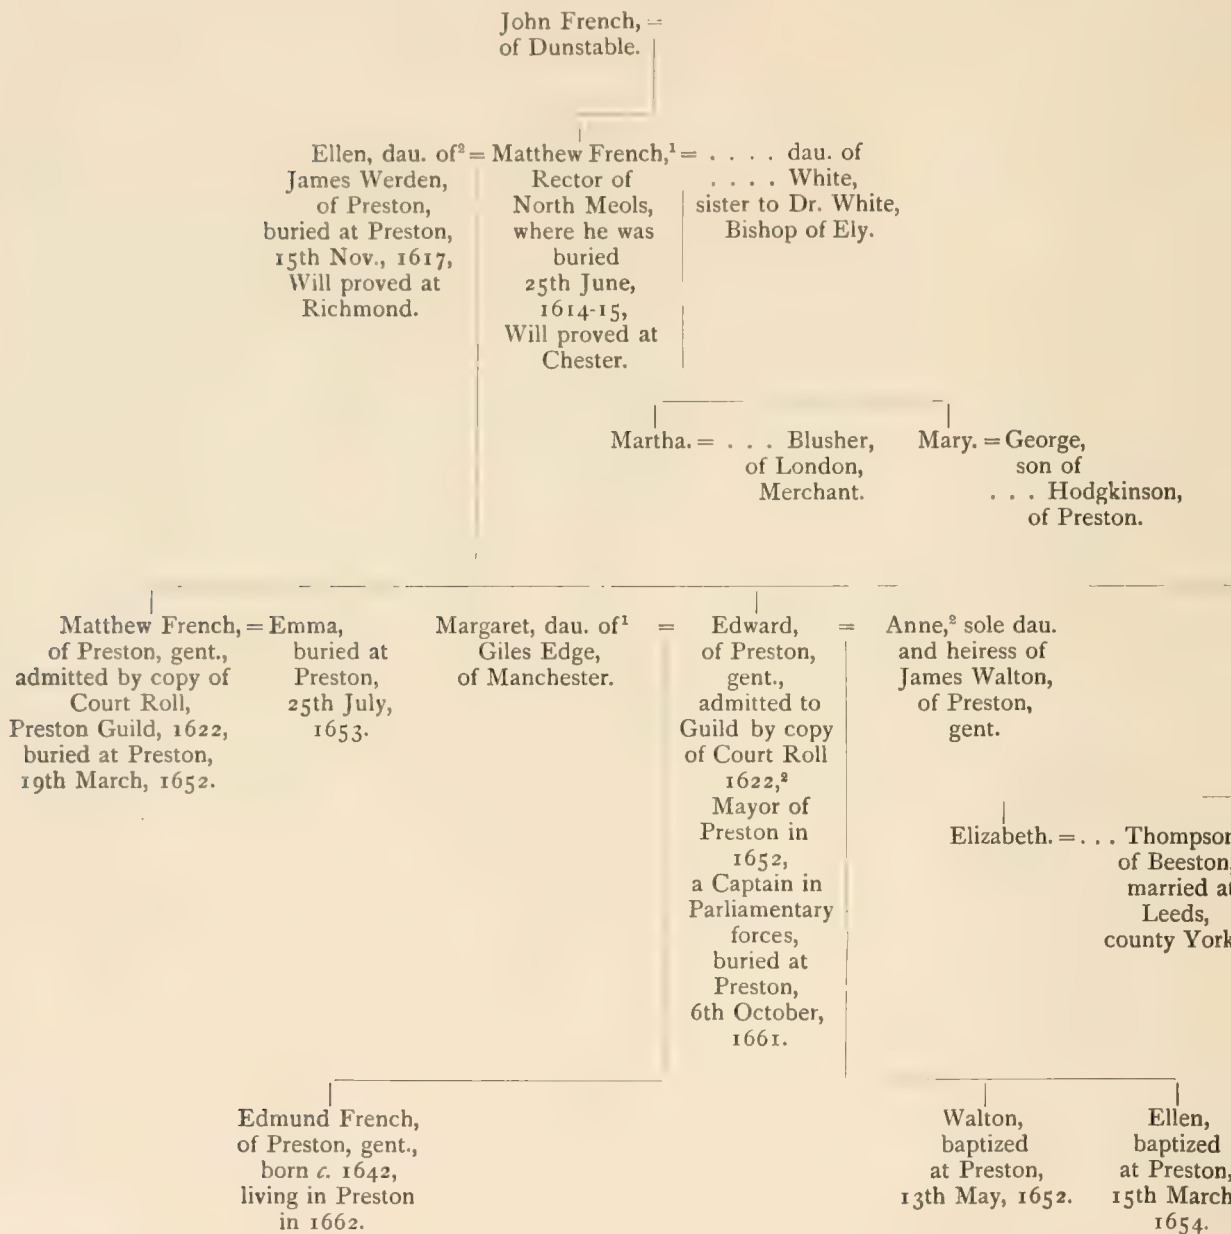 John French, =
of Dunstable.
Ellen, dau. of² = Matthew French,¹ = . . . . dau. of
James Werden,
of Preston,
buried at Preston,
15th Nov., 1617,
Will proved at
Richmond.
Rector of
North Meols,
where he was
buried
25th June,
1614-15,
Will proved at
Chester.
. . . . White,
sister to Dr. White,
Bishop of Ely.
Martha. = . . . Blusher,
of London,
Merchant.
Mary. = George,
son of
. . . Hodgkinson,
of Preston.
Matthew French, = Emma,
of Preston, gent.,
admitted by copy of
Court Roll,
Preston Guild, 1622,
buried at Preston,
19th March, 1652.
buried at
Preston,
25th July,
1653.
Margaret, dau. of¹ = Edward, = Anne,² sole dau.
Giles Edge,
of Manchester.
of Preston,
gent.,
admitted to
Guild by copy
of Court Roll
1622,²
Mayor of
Preston in
1652,
a Captain in
Parliamentary
forces,
buried at
Preston,
6th October,
1661.
and heiress of
James Walton,
of Preston,
gent.
Elizabeth. = . . . Thompson
of Beeston,
married at
Leeds,
county York
Edmund French,
of Preston, gent.,
born c. 1642,
living in Preston
in 1662.
Walton,
baptized
at Preston,
13th May, 1652.
Ellen,
baptized
at Preston,
15th March
1654.